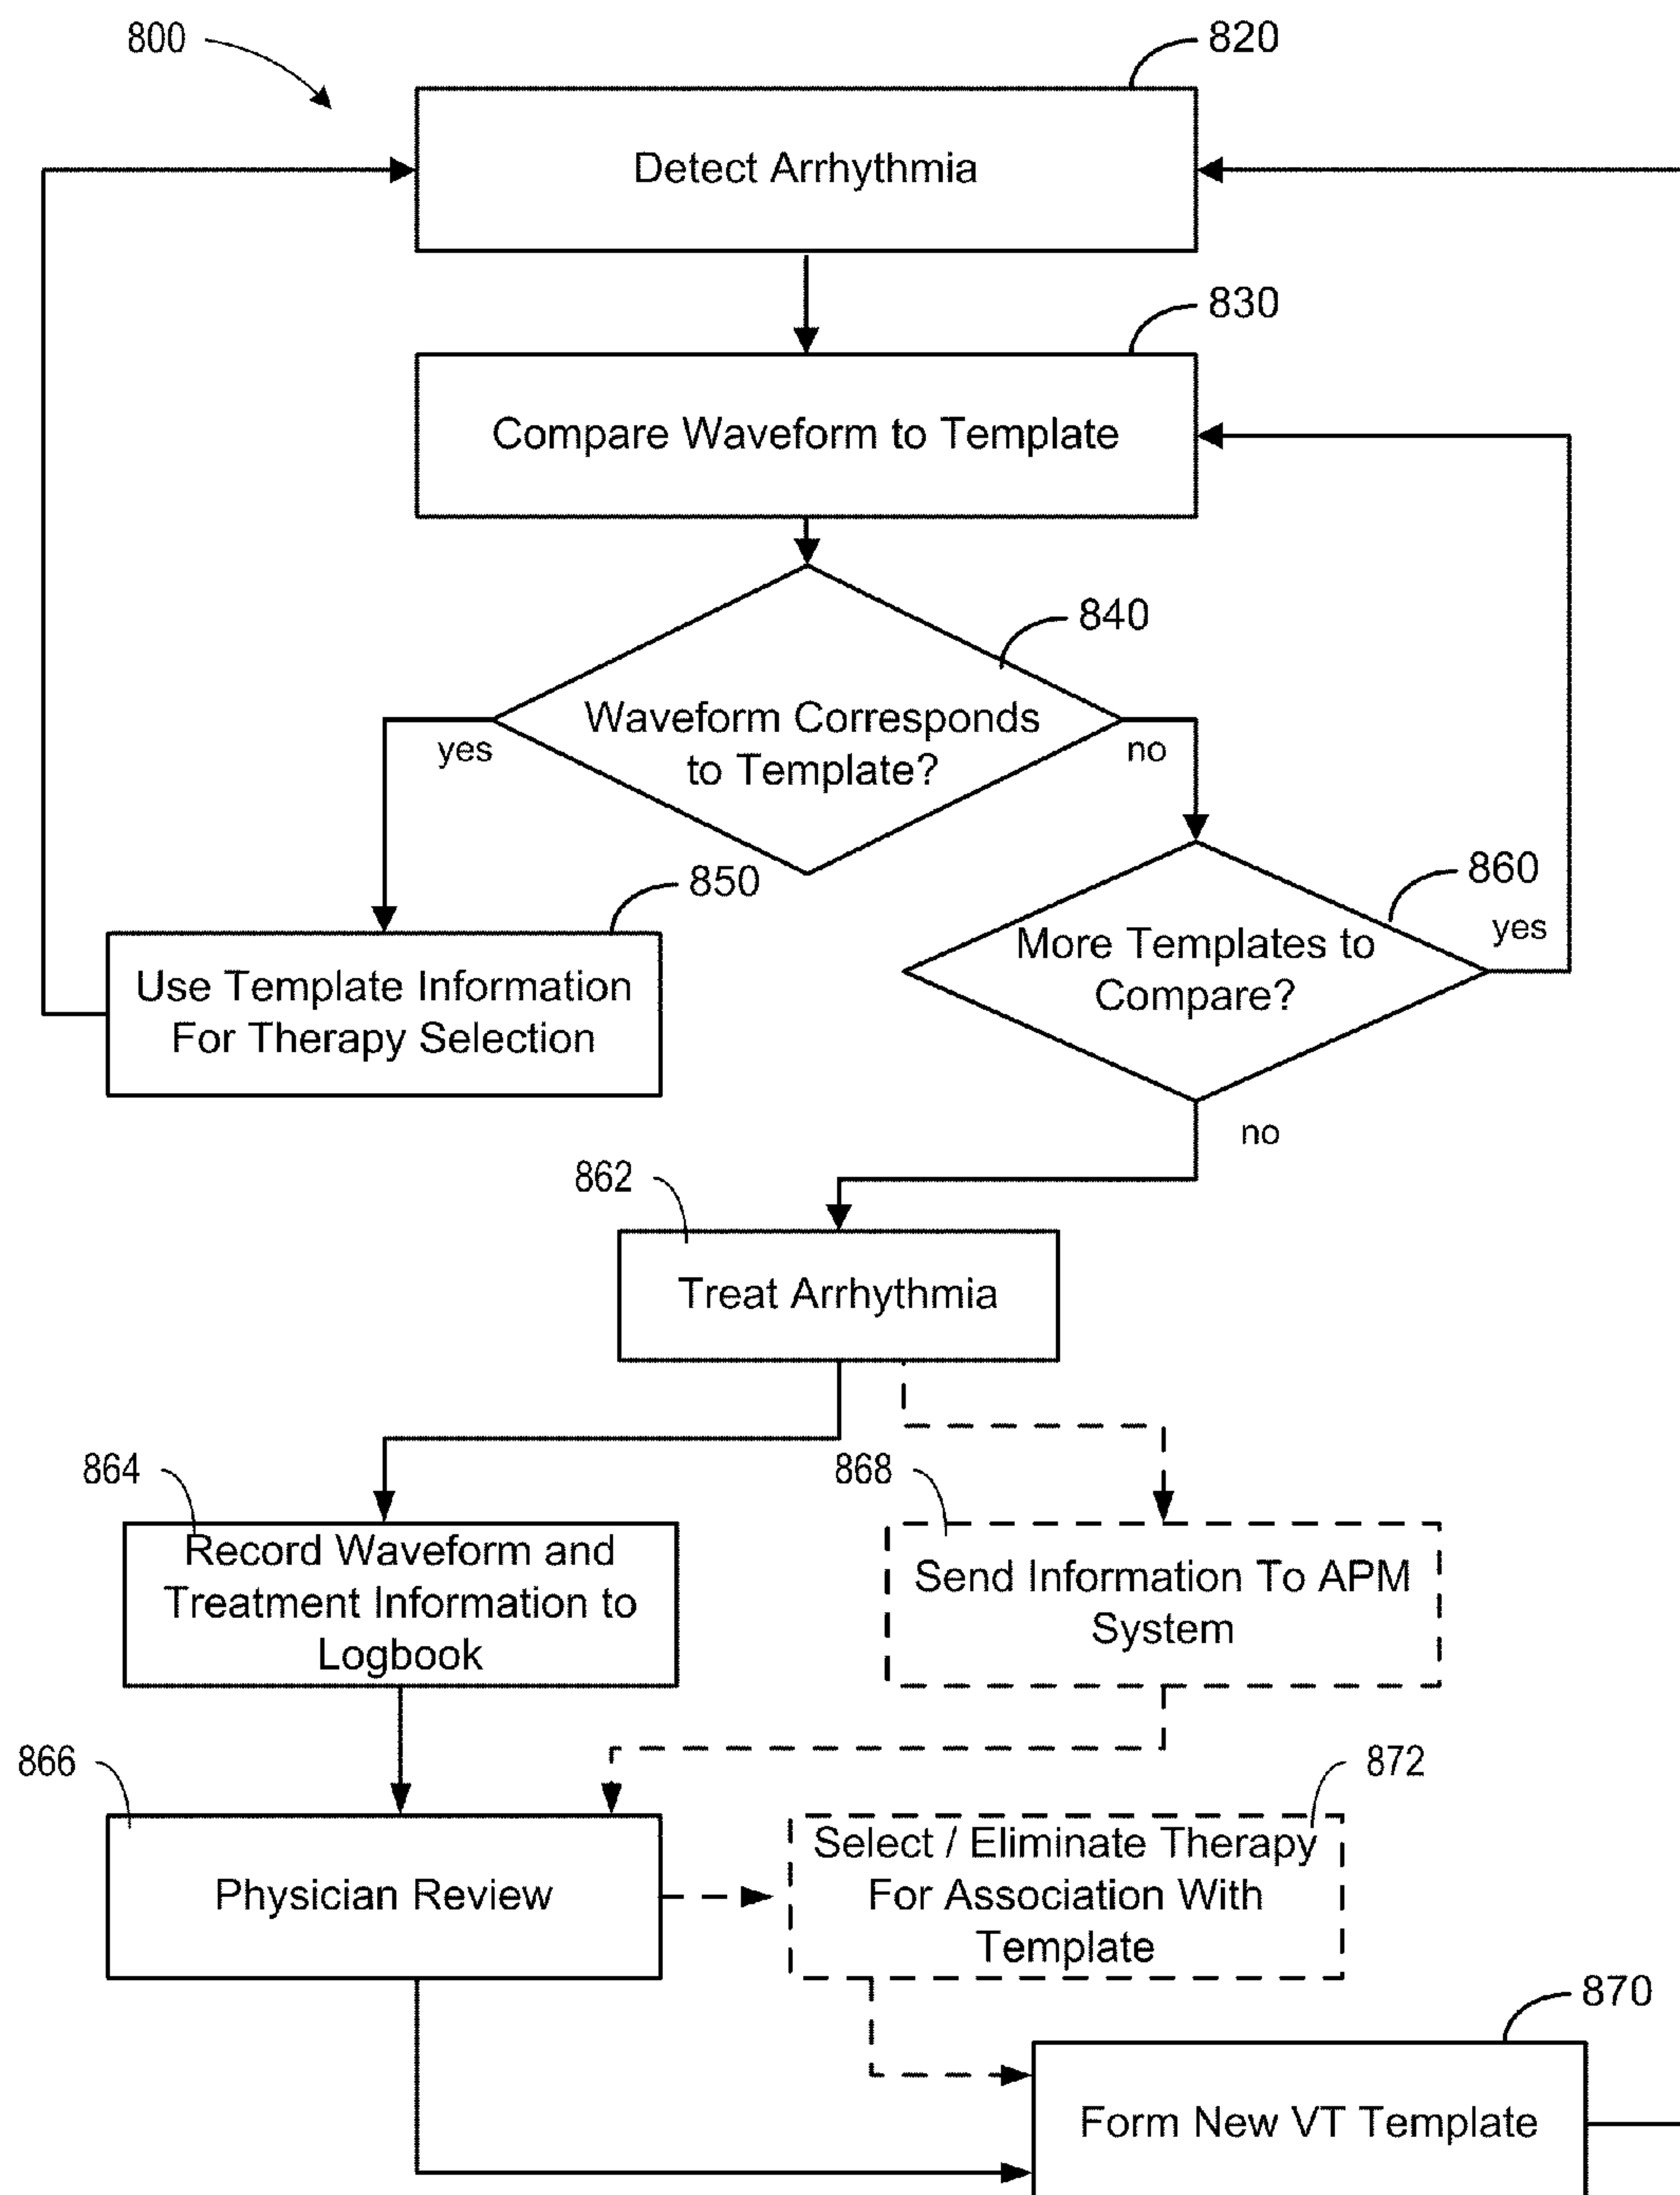 800
820
Detect Arrhythmia
830
Compare Waveform to Template
840
Waveform Corresponds
to Template?
yes
no
850
Use Template Information
For Therapy Selection
860
More Templates to
Compare?
yes
no
862
Treat Arrhythmia
864
Record Waveform and
Treatment Information to
Logbook
868
Send Information To APM
System
866
Physician Review
872
Select / Eliminate Therapy
For Association With
Template
870
Form New VT Template